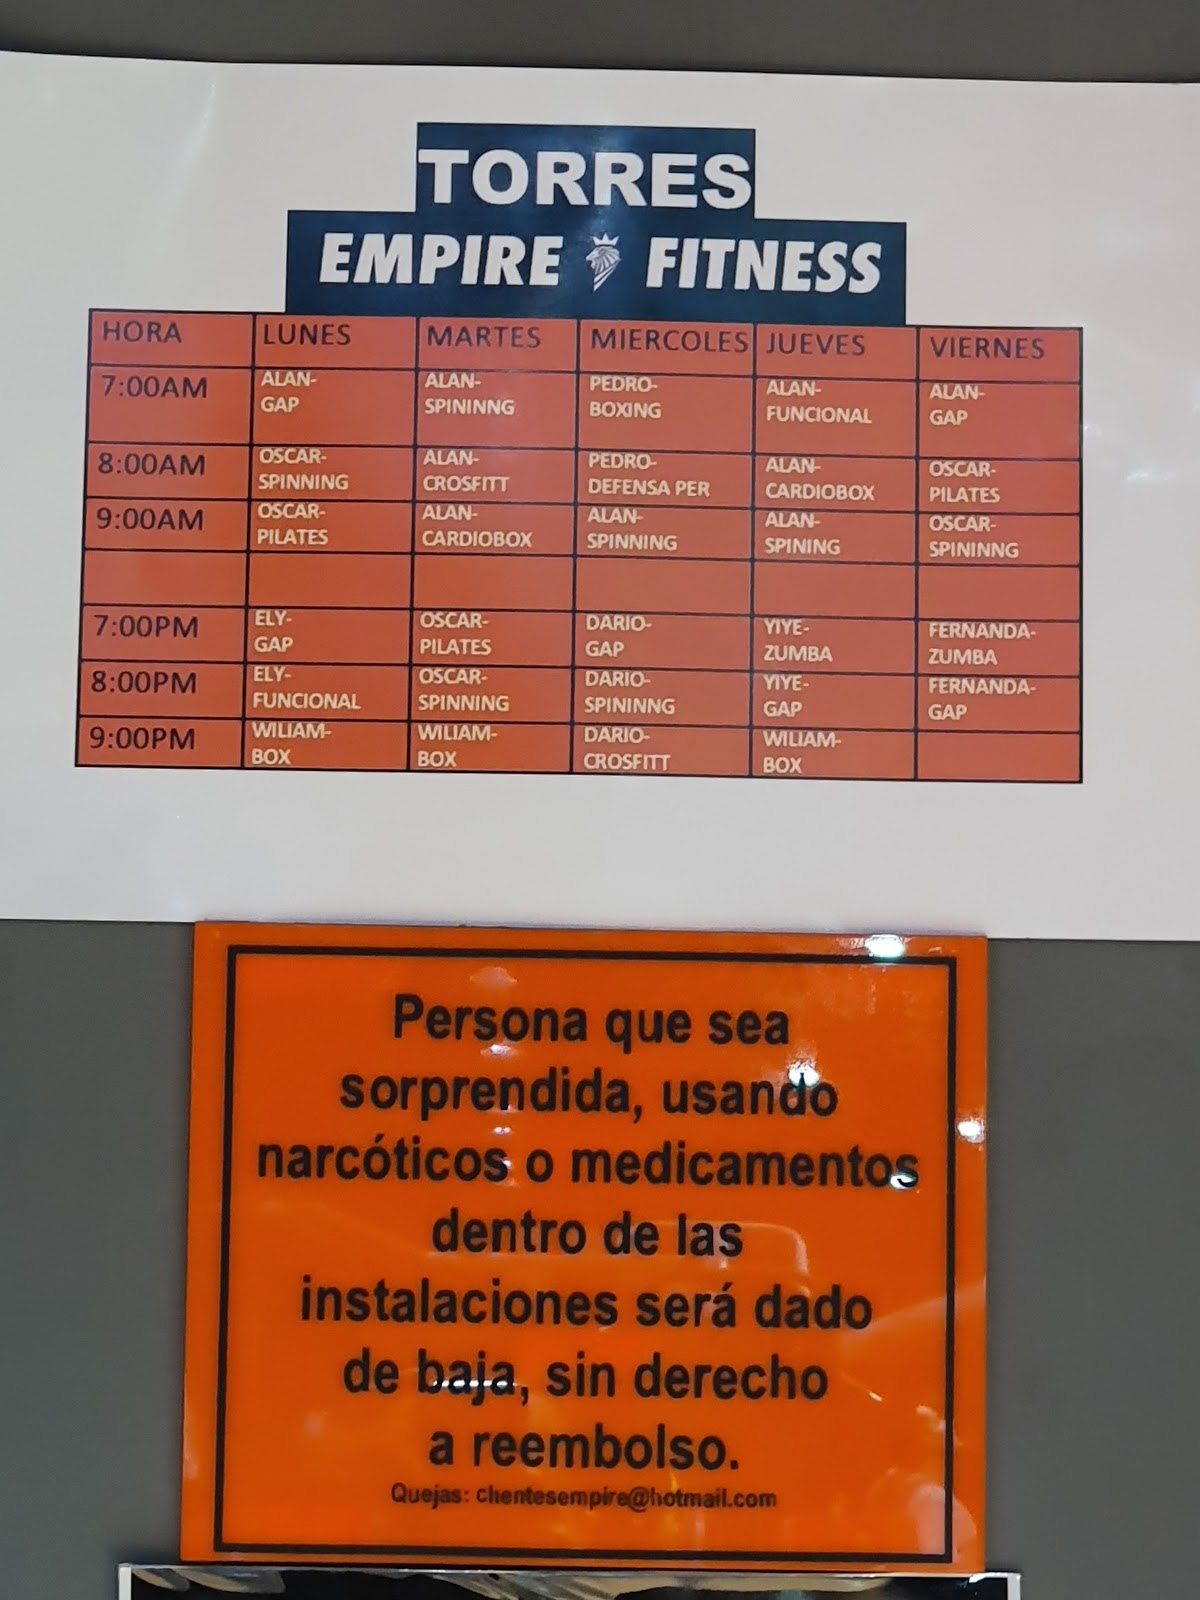 TORRES
EMPIRE FITNESS
HORA LUNES MARTES MIERCOLES JUEVES VIERNES
7:00AM ALAN- ALAN- PEDRO- ALAN- ALAN-
GAP SPININNG BOXING FUNCIONAL GAP
8:00AM OSCAR- ALAN- PEDRO- ALAN- OSCAR-
SPINNING CROSFITT DEFENSA PER CARDIOBOX PILATES
9:00AM OSCAR- ALAN- ALAN- ALAN- OSCAR-
PILATES CARDIOBOX SPINNING SPINING SPININNG
7:00PM ELY- OSCAR- DARIO- YIYE- FERNANDA-
GAP PILATES GAP ZUMBA ZUMBA
8:00PM ELY- OSCAR- DARIO- YIYE- FERNANDA-
FUNCIONAL SPINNING SPININNG GAP GAP
9:00PM WILIAM- WILIAM- DARIO- WILIAM-
BOX BOX CROSFITT BOX
Persona que sea
sorprendida, usando
narcóticos o medicamentos
dentro de las
instalaciones será dado
de baja, sin derecho
a reembolso.
Quejas: clientesempire@hotmail.com